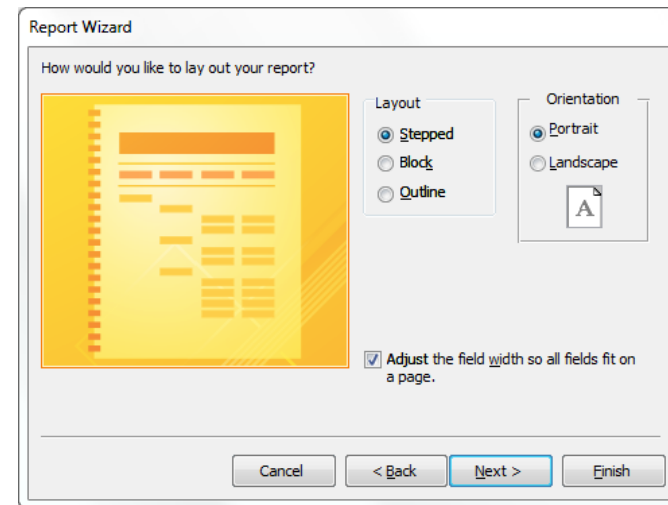 Report Wizard
How would you like to lay out your report?
Layout
Stepped
Block
Outline
Orientation
Portrait
Landscape
A
Adjust the field width so all fields fit on
a page.
Cancel
< Back
Next >
Finish